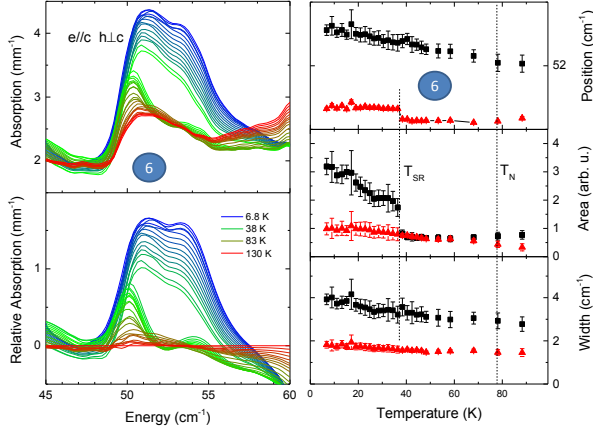 e//c h⊥c
Absorption (mm⁻¹)
4
3
2
6
Relative Absorption (mm⁻¹)
1
0
6.8 K
38 K
83 K
130 K
45 50 55 60
Energy (cm⁻¹)
Position (cm⁻¹)
52
6
T_SR
T_N
Area (arb. u.)
4
3
2
1
0
Width (cm⁻¹)
4
2
0
0 20 40 60 80
Temperature (K)